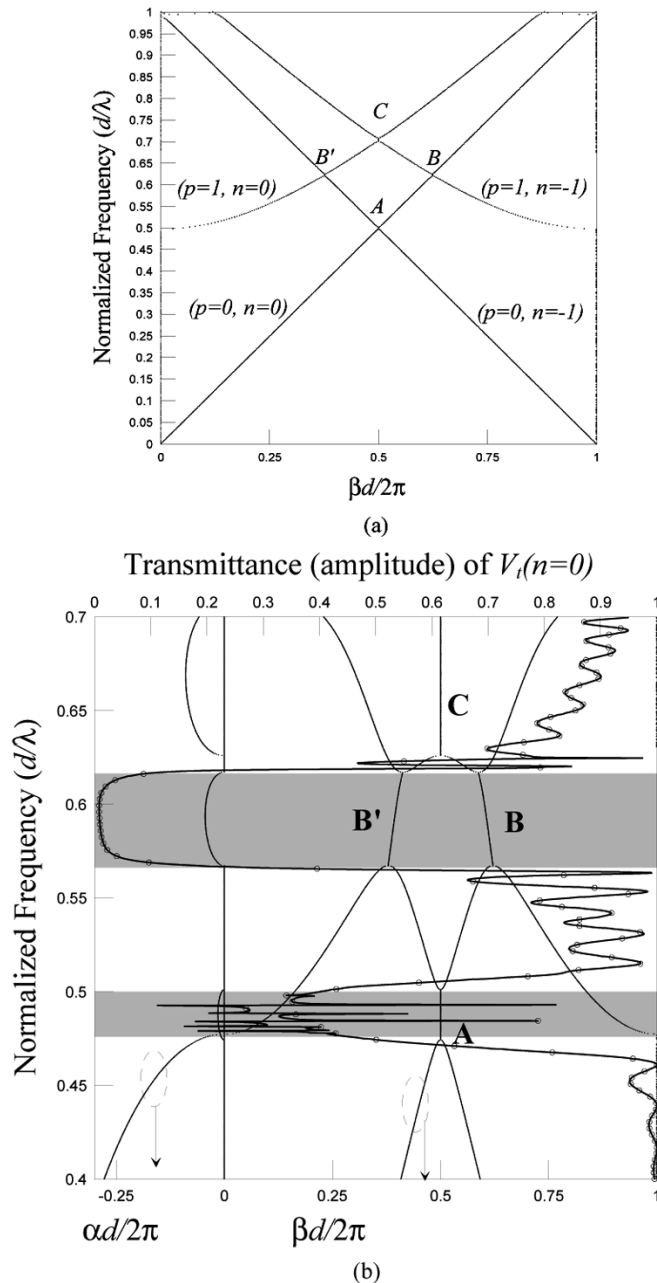 1
0.95
0.9
0.85
0.8
0.75
0.7
0.65
0.6
0.55
0.5
0.45
0.4
0.35
0.3
0.25
0.2
0.15
0.1
0.05
0
Normalized Frequency (d/λ)
C
B' B
(p=1, n=0) (p=1, n=-1)
A
(p=0, n=0) (p=0, n=-1)
0 0.25 0.5 0.75 1
βd/2π
(a)
Transmittance (amplitude) of Vt(n=0)
0 0.1 0.2 0.3 0.4 0.5 0.6 0.7 0.8 0.9 1
0.7
0.65
0.6
0.55
0.5
0.45
0.4
Normalized Frequency (d/λ)
C
B' B
A
-0.25 0 0.25 0.5 0.75 1
αd/2π βd/2π
(b)